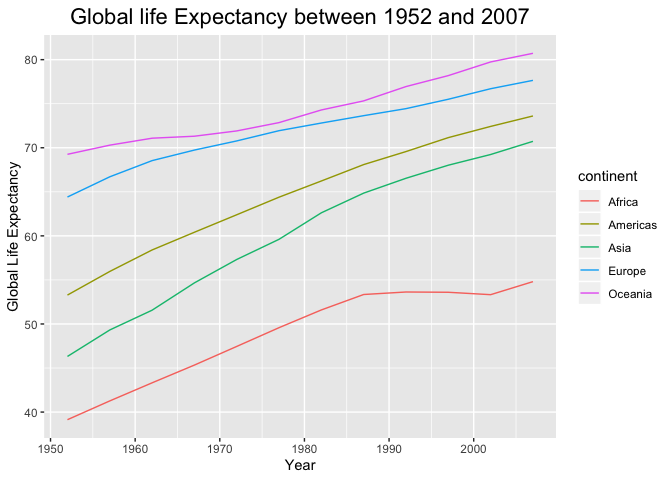 Global life Expectancy between 1952 and 2007
80
70
60
50
40
Global Life Expectancy
1950 1960 1970 1980 1990 2000
Year
continent
Africa
Americas
Asia
Europe
Oceania